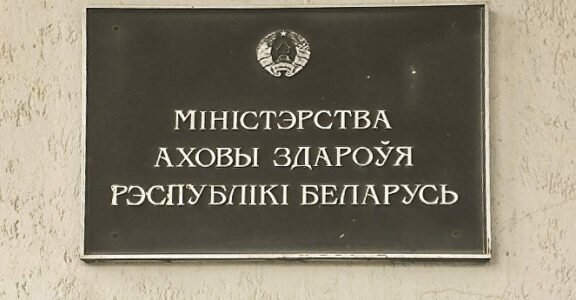 МІНІСТЭРСТВА
АХОВЫ ЗДАРОЎЯ
РЭСПУБЛІКІ БЕЛАРУСЬ